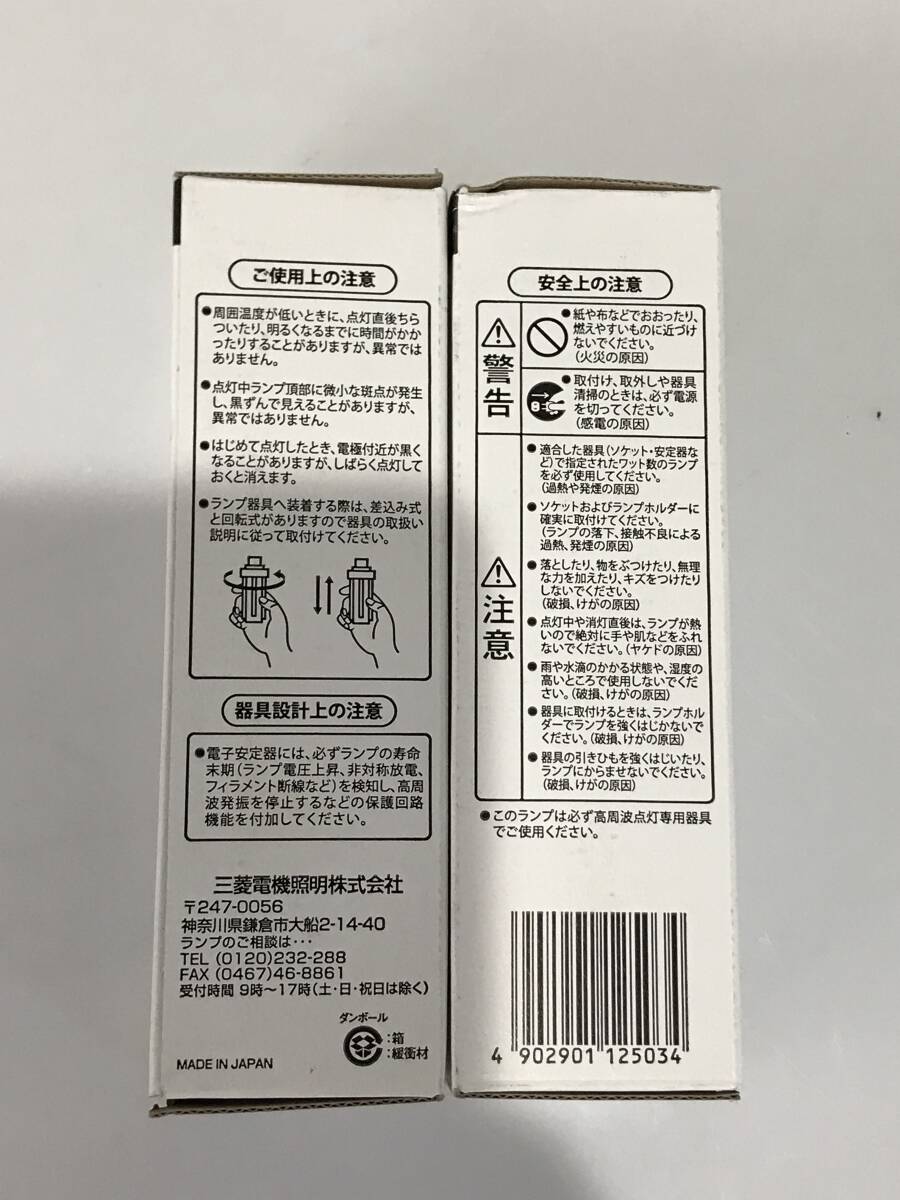 ご使用上の注意
●周囲温度が低いときに、点灯直後ちら
ついたり、明るくなるまでに時間がかか
ったりすることがありますが、異常では
ありません。
●点灯中ランプ頂部に微小な斑点が発生
し、黒ずんで見えることがありますが、
異常ではありません。
●はじめて点灯したとき、電極付近が黒く
なることがありますが、しばらく点灯して
おくと消えます。
●ランプ器具へ装着する際は、差込み式
と回転式がありますので器具の取扱い
説明に従って取付けてください。
器具設計上の注意
●電子安定器には、必ずランプの寿命
末期(ランプ電圧上昇、非対称放電、
フィラメント断線など)を検知し、高周
波発振を停止するなどの保護回路
機能を付加してください。
三菱電機照明株式会社
〒247-0056
神奈川県鎌倉市大船2-14-40
ランプのご相談は・・・
TEL (0120)232-288
FAX (0467)46-8861
受付時間 9時〜17時(土・日・祝日は除く)
ダンボール
:箱
:緩衝材
MADE IN JAPAN
安全上の注意
警告
●紙や布などでおおったり、
燃えやすいものに近づけ
ないでください。
(火災の原因)
●取付け、取外しや器具
清掃のときは、必ず電源
を切ってください。
(感電の原因)
注意
●適合した器具(ソケット・安定器な
ど)で指定されたワット数のランプ
を必ず使用してください。
(過熱や発煙の原因)
●ソケットおよびランプホルダーに
確実に取付けてください。
(ランプの落下、接触不良による
過熱、発煙の原因)
●落としたり、物をぶつけたり、無理
な力を加えたり、キズをつけたり
しないでください。
(破損、けがの原因)
●点灯中や消灯直後は、ランプが熱
いので絶対に手や肌などをふれ
ないでください。(ヤケドの原因)
●雨や水滴のかかる状態や、湿度の
高いところで使用しないでくだ
さい。(破損、けがの原因)
●器具に取付けるときは、ランプホル
ダーでランプを強くはじかないで
ください。(破損、けがの原因)
●器具の引きひもを強くはじいたり、
ランプにからませないでください。
(破損、けがの原因)
●このランプは必ず高周波点灯専用器具
でご使用ください。
4 902901 125034